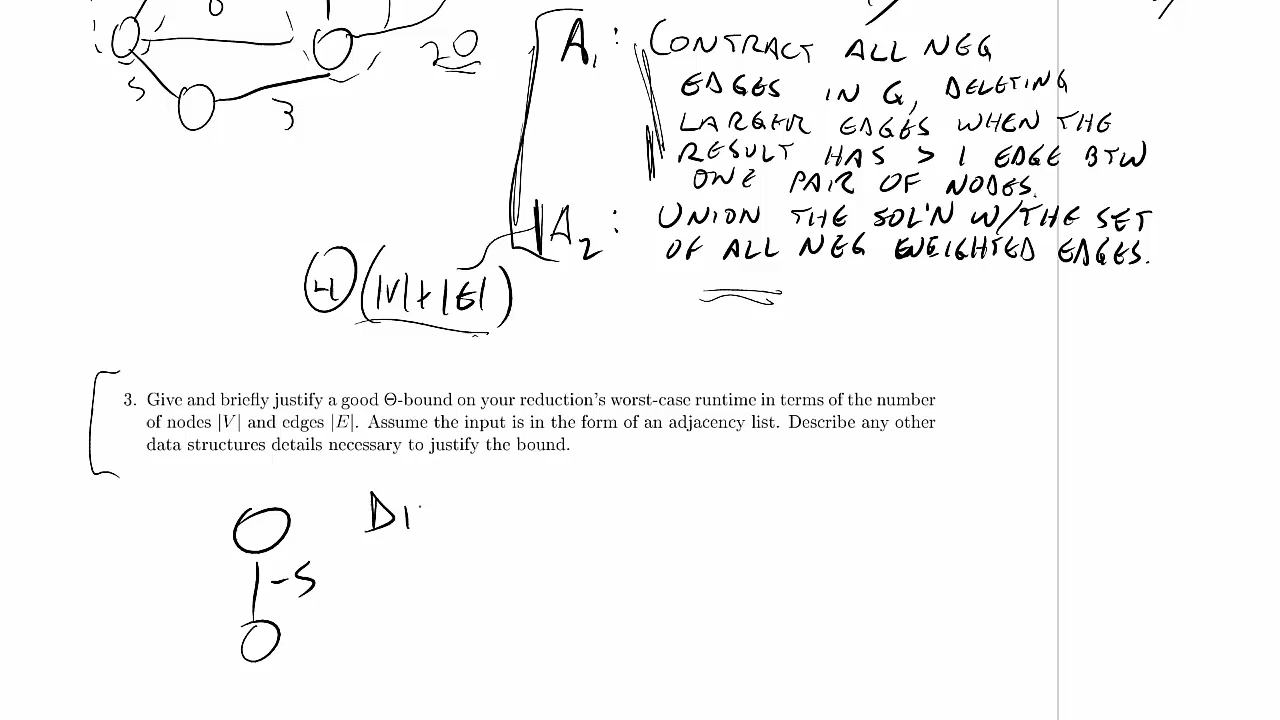 20
5
3
A1: CONTRACT ALL NEG
EDGES IN G, DELETING
LARGER EDGES WHEN THE
RESULT HAS > 1 EDGE BTW
ONE PAIR OF NODES.
A2: UNION THE SOL'N W/THE SET
OF ALL NEG WEIGHTED EDGES.
Θ(|V|+|E|)
3. Give and briefly justify a good Θ-bound on your reduction's worst-case runtime in terms of the number
of nodes |V| and edges |E|. Assume the input is in the form of an adjacency list. Describe any other
data structures details necessary to justify the bound.
DI
-5